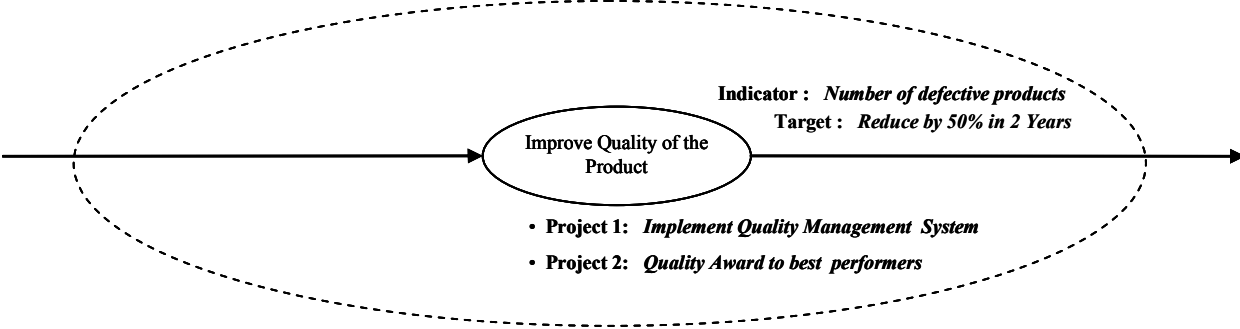 Indicator : Number of defective products
Target : Reduce by 50% in 2 Years
Improve Quality of the
Product
• Project 1: Implement Quality Management System
• Project 2: Quality Award to best performers